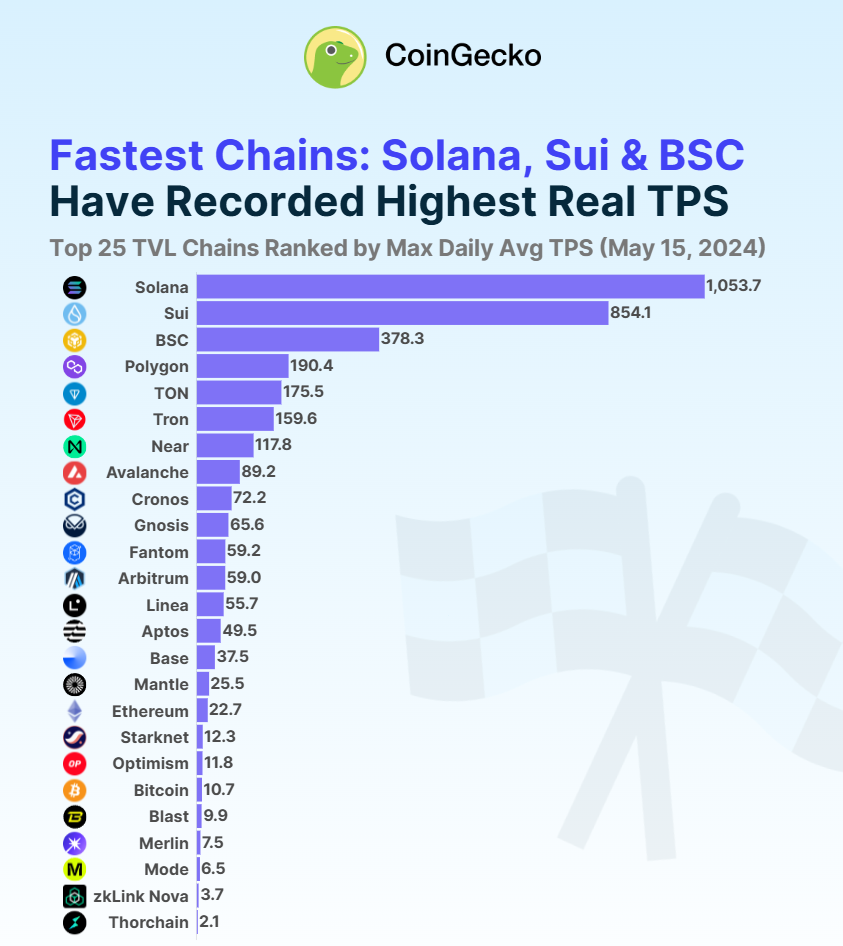 CoinGecko
Fastest Chains: Solana, Sui & BSC
Have Recorded Highest Real TPS
Top 25 TVL Chains Ranked by Max Daily Avg TPS (May 15, 2024)
Solana 1,053.7
Sui 854.1
BSC 378.3
Polygon 190.4
TON 175.5
Tron 159.6
Near 117.8
Avalanche 89.2
Cronos 72.2
Gnosis 65.6
Fantom 59.2
Arbitrum 59.0
Linea 55.7
Aptos 49.5
Base 37.5
Mantle 25.5
Ethereum 22.7
Starknet 12.3
OP Optimism 11.8
Bitcoin 10.7
Blast 9.9
Merlin 7.5
M Mode 6.5
zkLink Nova 3.7
Thorchain 2.1